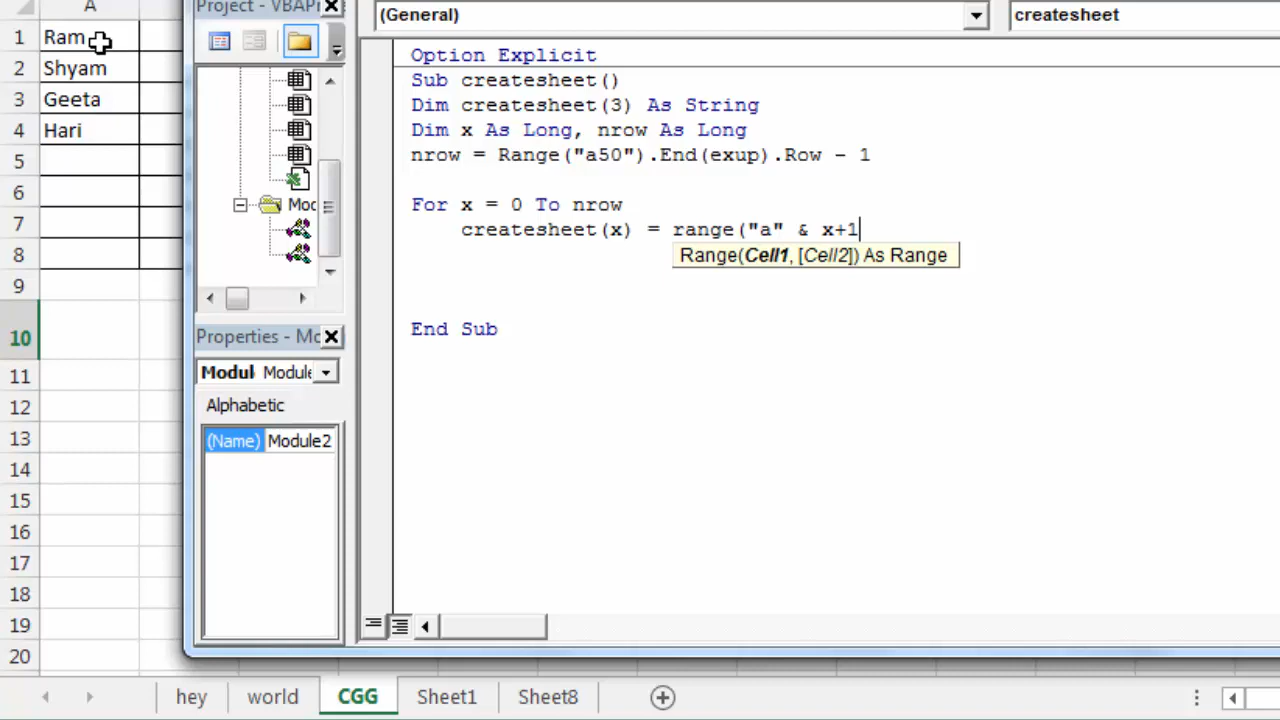 A
1 Ram
2 Shyam
3 Geeta
4 Hari
5
6
7
8
9
10
11
12
13
14
15
16
17
18
19
20
Project - VBAPr
Moc
Properties - Mo
Modul Module
Alphabetic
(Name) Module2
(General) createsheet
Option Explicit
Sub createsheet()
Dim createsheet(3) As String
Dim x As Long, nrow As Long
nrow = Range("a50").End(exup).Row - 1
For x = 0 To nrow
createsheet(x) = range("a" & x+1
Range(Cell1, [Cell2]) As Range
End Sub
hey world CGG Sheet1 Sheet8